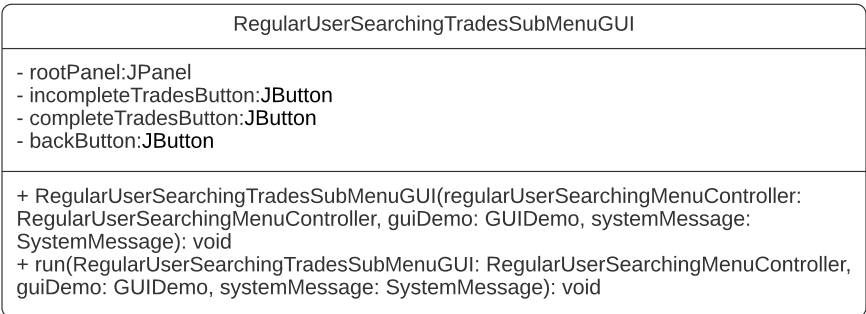 RegularUserSearchingTradesSubMenuGUI
- rootPanel:JPanel
- incompleteTradesButton:JButton
- completeTradesButton:JButton
- backButton:JButton
+ RegularUserSearchingTradesSubMenuGUI(regularUserSearchingMenuController:
RegularUserSearchingMenuController, guiDemo: GUIDemo, systemMessage:
SystemMessage): void
+ run(RegularUserSearchingTradesSubMenuGUI: RegularUserSearchingMenuController,
guiDemo: GUIDemo, systemMessage: SystemMessage): void